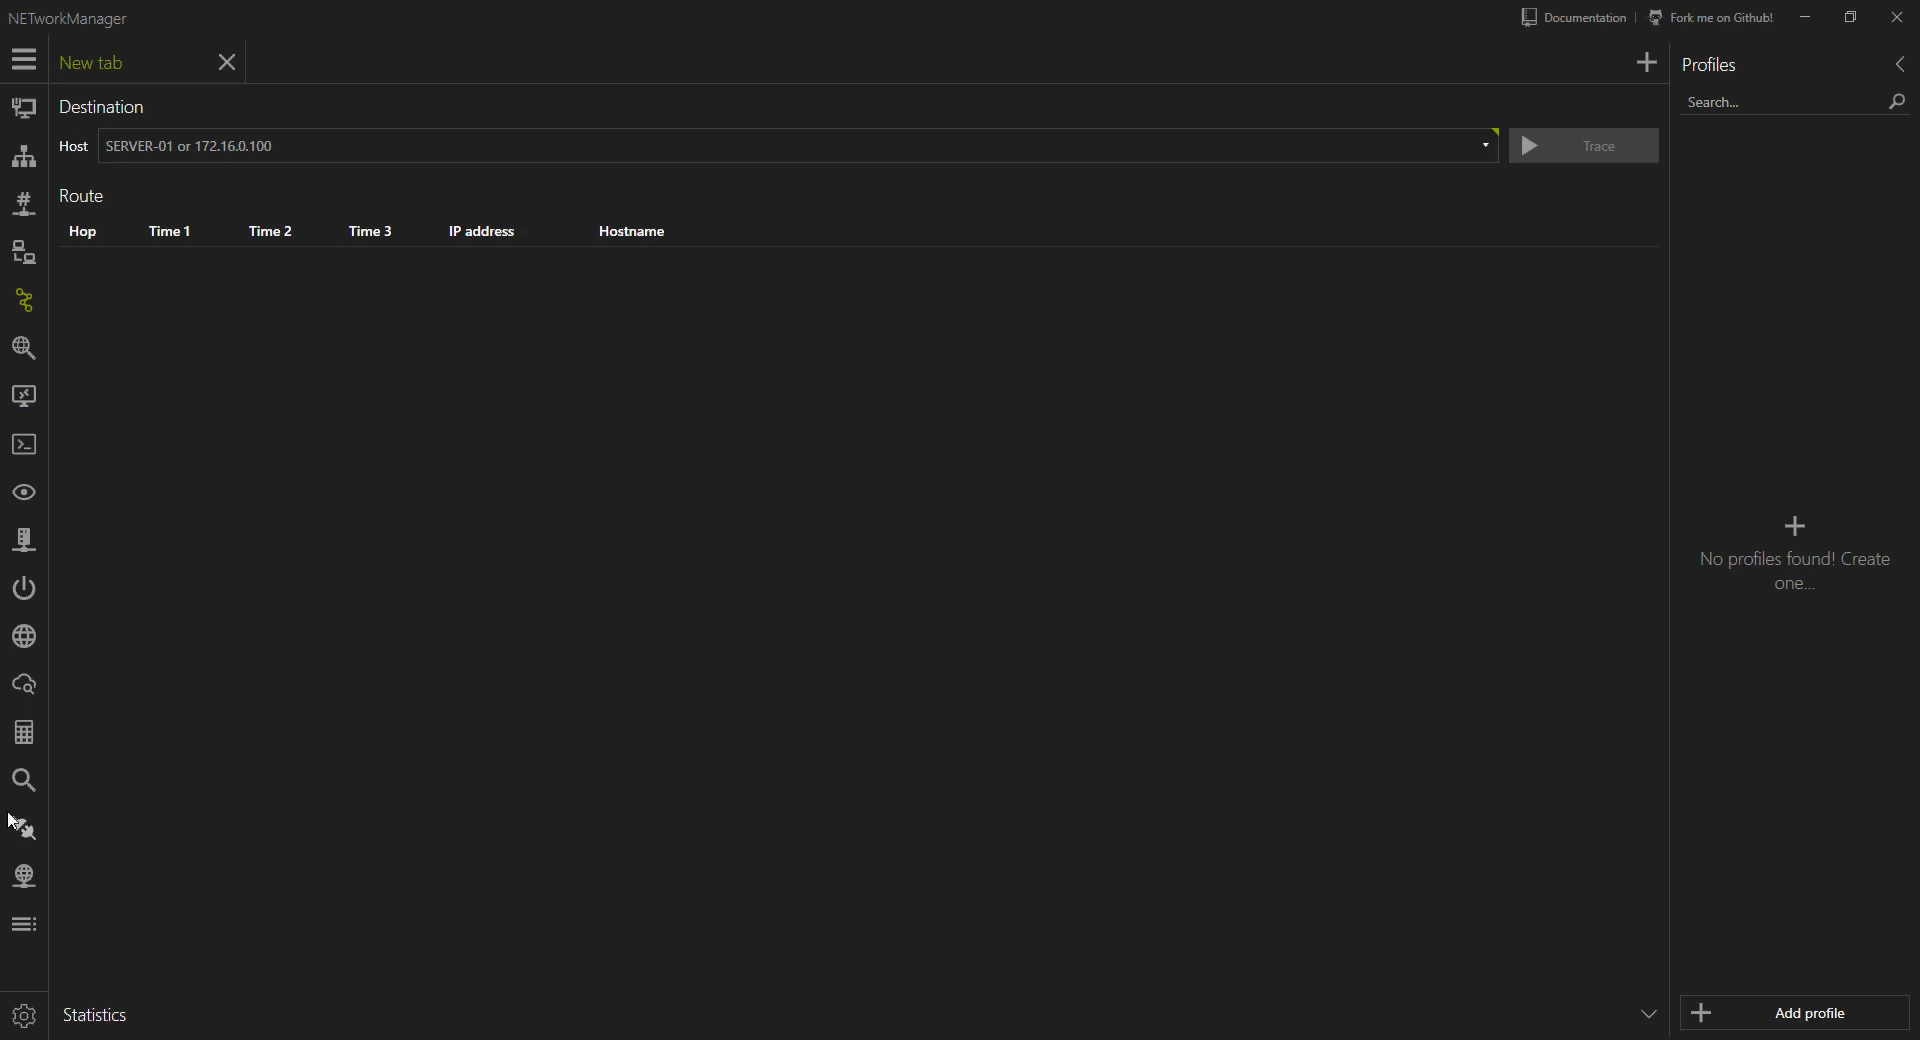 NETworkManager
Documentation
Fork me on Github!
New tab
Profiles
Search...
Destination
Host SERVER-01 or 172.16.0.100
Trace
Route
Hop Time 1 Time 2 Time 3 IP address Hostname
No profiles found! Create
one...
Statistics
Add profile